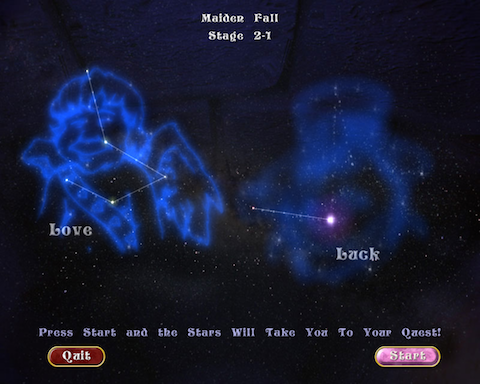 Maiden Fall
Stage 2-1
Love
Luck
Press Start and the Stars Will Take You To Your Quest!
Quit
Start